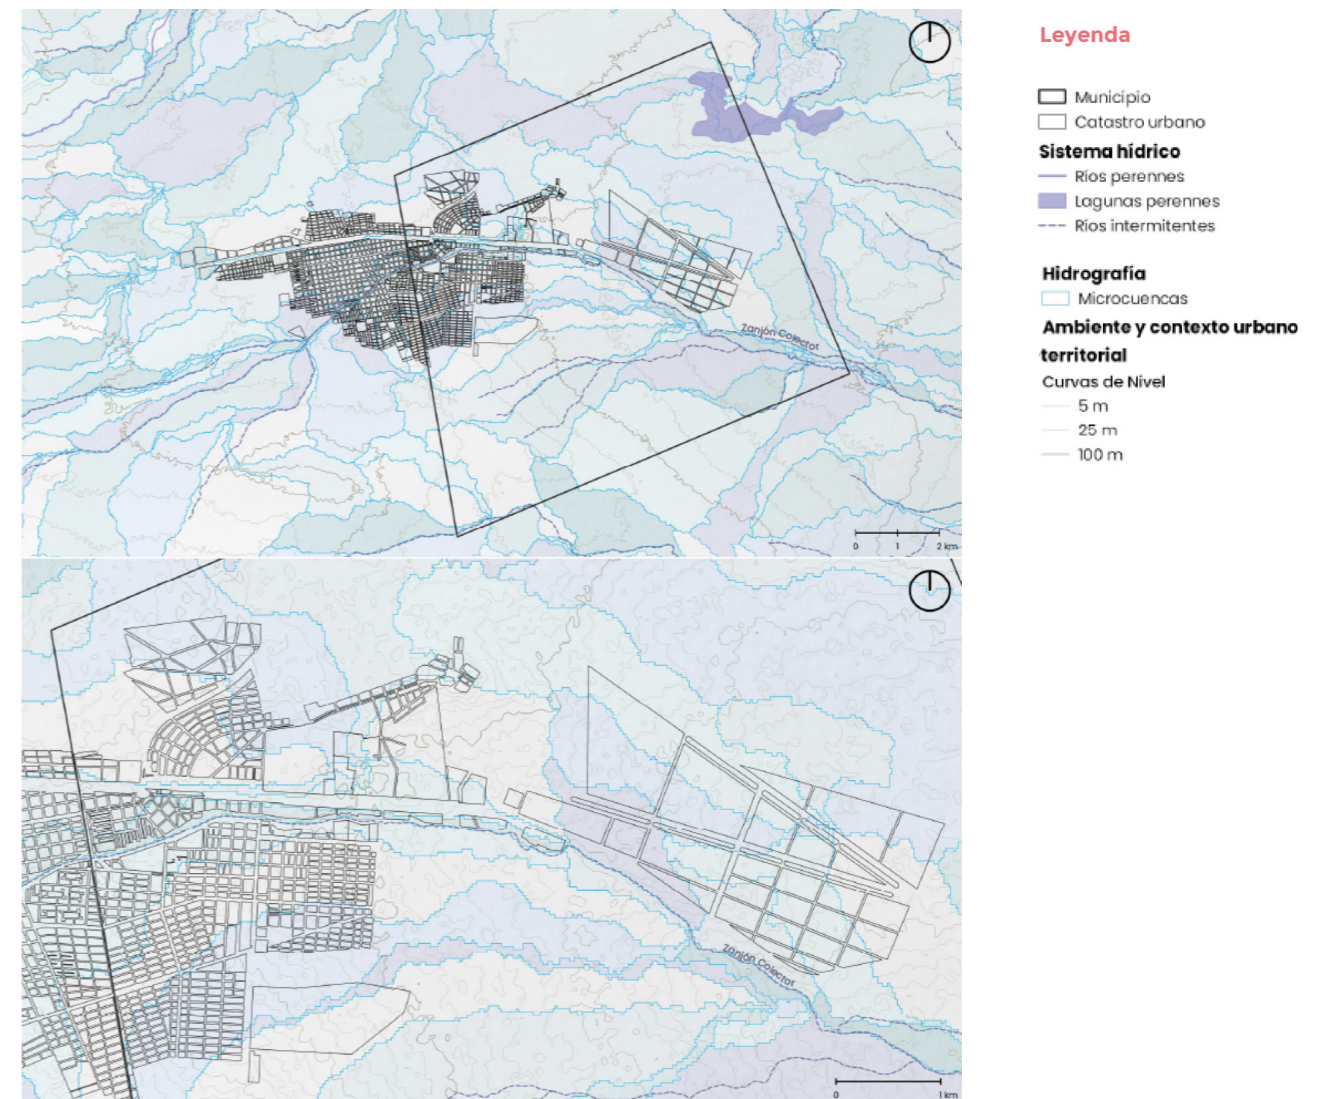 Leyenda
Municipio
Catastro urbano
Sistema hídrico
Ríos perennes
Lagunas perennes
Ríos intermitentes
Hidrografía
Microcuencas
Ambiente y contexto urbano
territorial
Curvas de Nivel
5 m
25 m
100 m
Zanjón Colector
0 1 2 km
Zanjón Colector
0 1 km